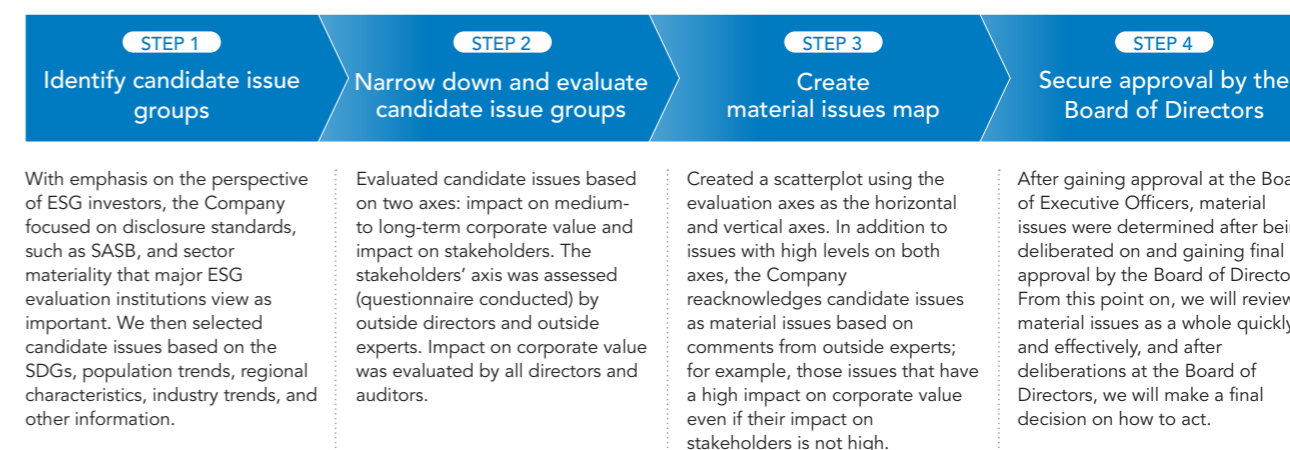 STEP 1
Identify candidate issue
groups
With emphasis on the perspective
of ESG investors, the Company
focused on disclosure standards,
such as SASB, and sector
materiality that major ESG
evaluation institutions view as
important. We then selected
candidate issues based on the
SDGs, population trends, regional
characteristics, industry trends, and
other information.
STEP 2
Narrow down and evaluate
candidate issue groups
Evaluated candidate issues based
on two axes: impact on medium-
to long-term corporate value and
impact on stakeholders. The
stakeholders’ axis was assessed
(questionnaire conducted) by
outside directors and outside
experts. Impact on corporate value
was evaluated by all directors and
auditors.
STEP 3
Create
material issues map
Created a scatterplot using the
evaluation axes as the horizontal
and vertical axes. In addition to
issues with high levels on both
axes, the Company
reacknowledges candidate issues
as material issues based on
comments from outside experts;
for example, those issues that have
a high impact on corporate value
even if their impact on
stakeholders is not high.
STEP 4
Secure approval by the
Board of Directors
After gaining approval at the
of Executive Officers, material
issues were determined after
deliberated on and gaining final
approval by the Board of
From this point on, we will review
material issues as a whole quickly
and effectively, and after
deliberations at the Board of
Directors, we will make a final
decision on how to act.